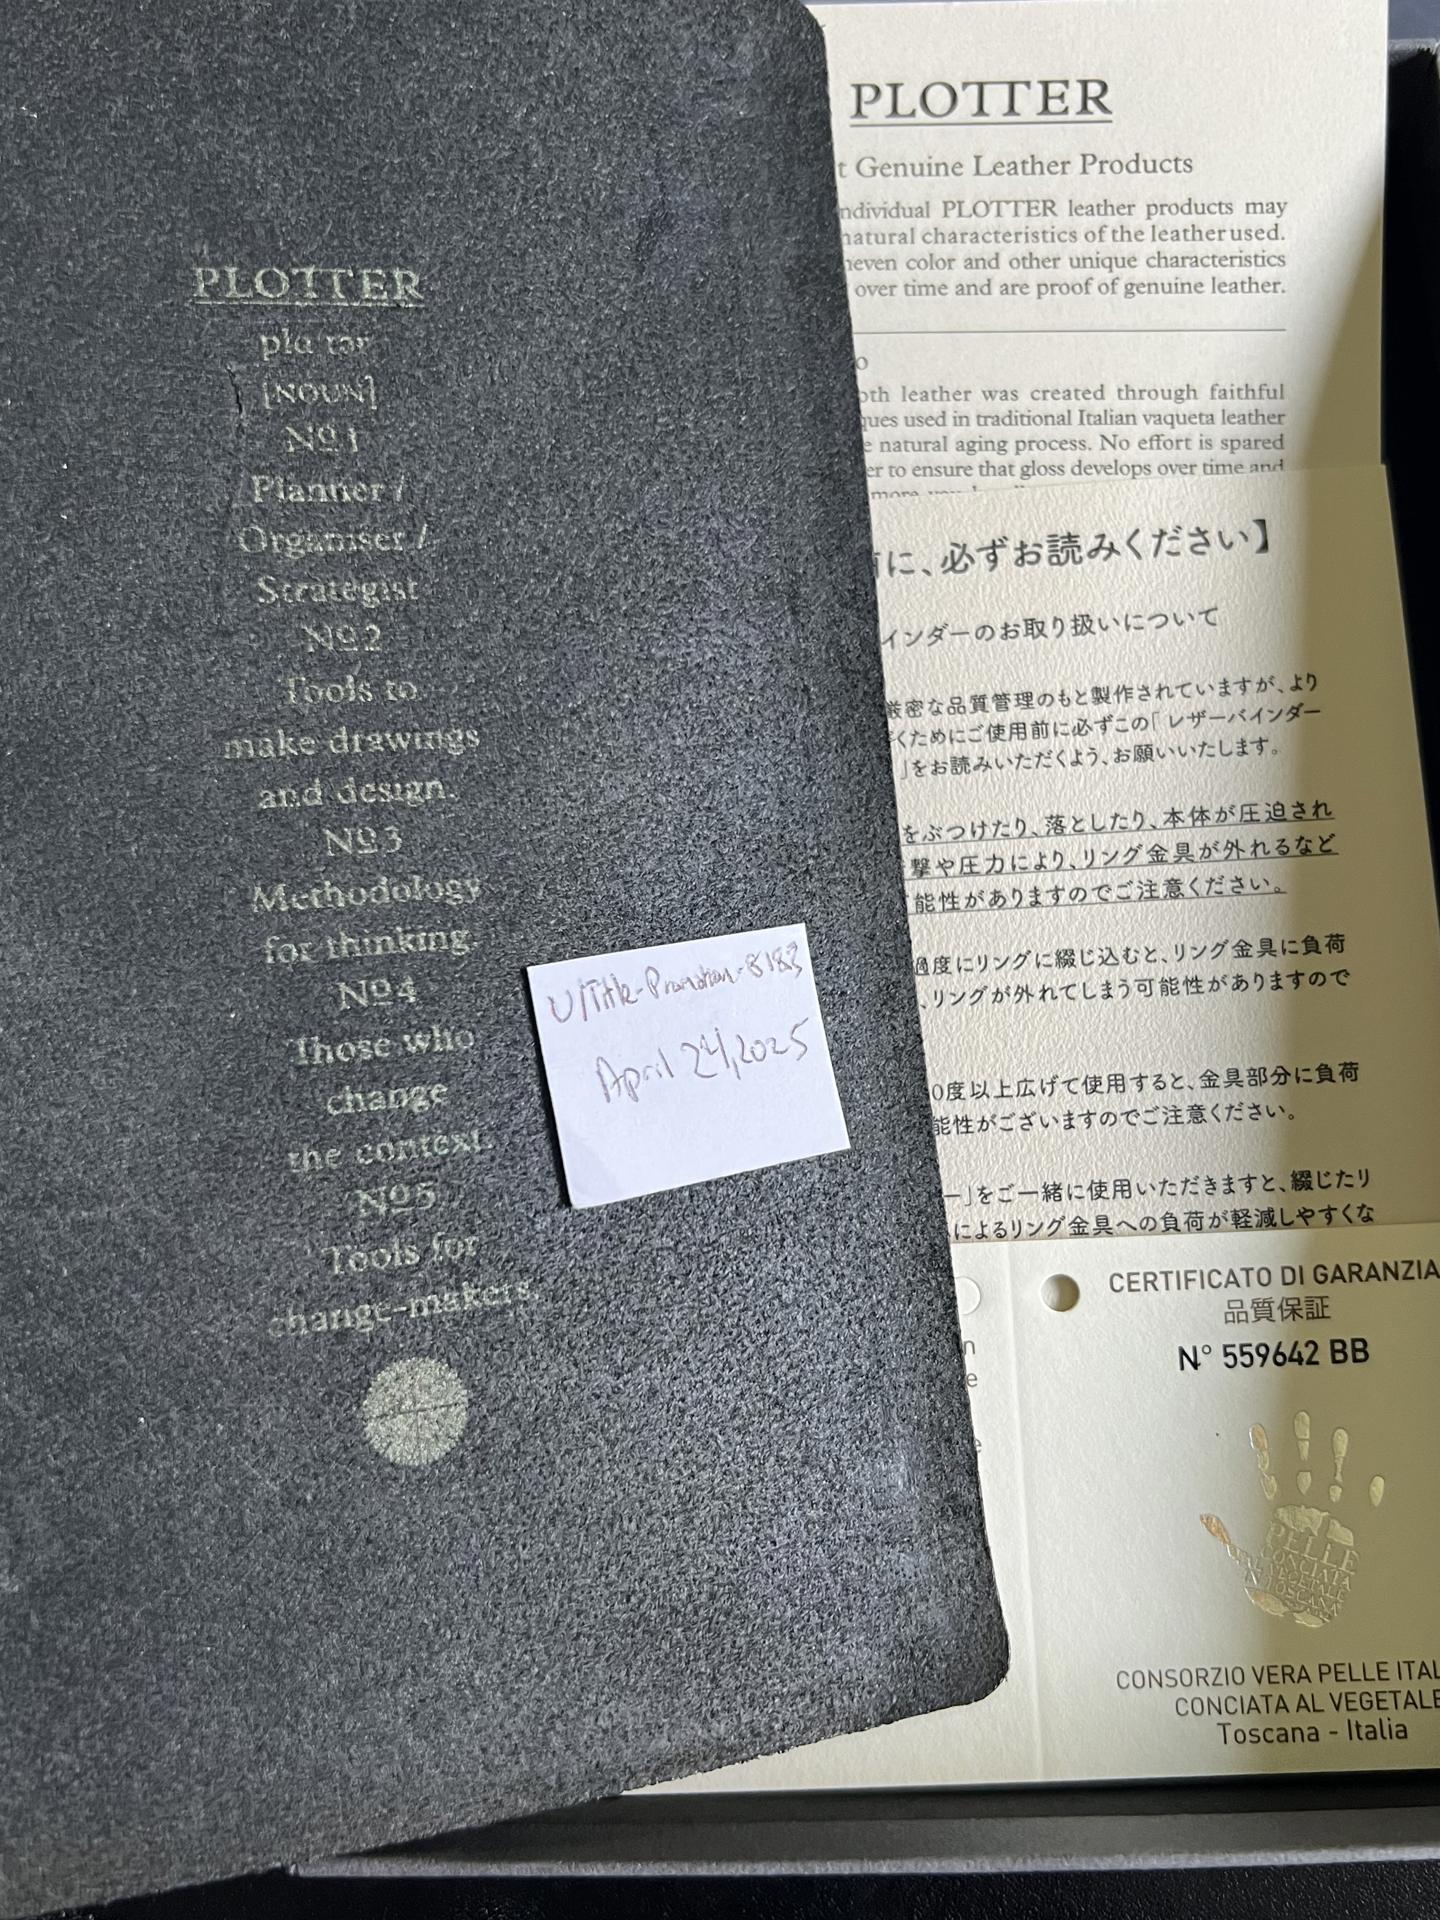 PLOTTER
[NOUN]
Nº1
Planner /
Organiser /
Strategist
Nº2
Tools to
make drawings
and design.
Nº3
Methodology
for thinking.
Nº4
Those who
change
the context.
Nº5
Tools for
change-makers.
U/Title-Promotion-8183
April 24, 2025
PLOTTER
t Genuine Leather Products
ndividual PLOTTER leather products may
natural characteristics of the leather used.
neven color and other unique characteristics
over time and are proof of genuine leather.
o
oth leather was created through faithful
ques used in traditional Italian vaqueta leather
e natural aging process. No effort is spared
er to ensure that gloss develops over time and
more you
前に、必ずお読みください】
インダーのお取り扱いについて
厳密な品質管理のもと製作されていますが、より
くためにご使用前に必ずこの「レザーバインダー
」をお読みいただくよう、お願いいたします。
をぶつけたり、落としたり、本体が圧迫され
撃や圧力により、リング金具が外れるなど
能性がありますのでご注意ください。
過度にリングに綴じ込むと、リング金具に負荷
、リングが外れてしまう可能性がありますので
0度以上広げて使用すると、金具部分に負荷
能性がございますのでご注意ください。
ー」をご一緒に使用いただきますと、綴じたり
によるリング金具への負荷が軽減しやすくな
n
e
e
CERTIFICATO DI GARANZIA
品質保証
N° 559642 BB
PELLE
CONCIATA
VEGETALE
TOSCANA
CONSORZIO VERA PELLE ITAL
CONCIATA AL VEGETALE
Toscana - Italia